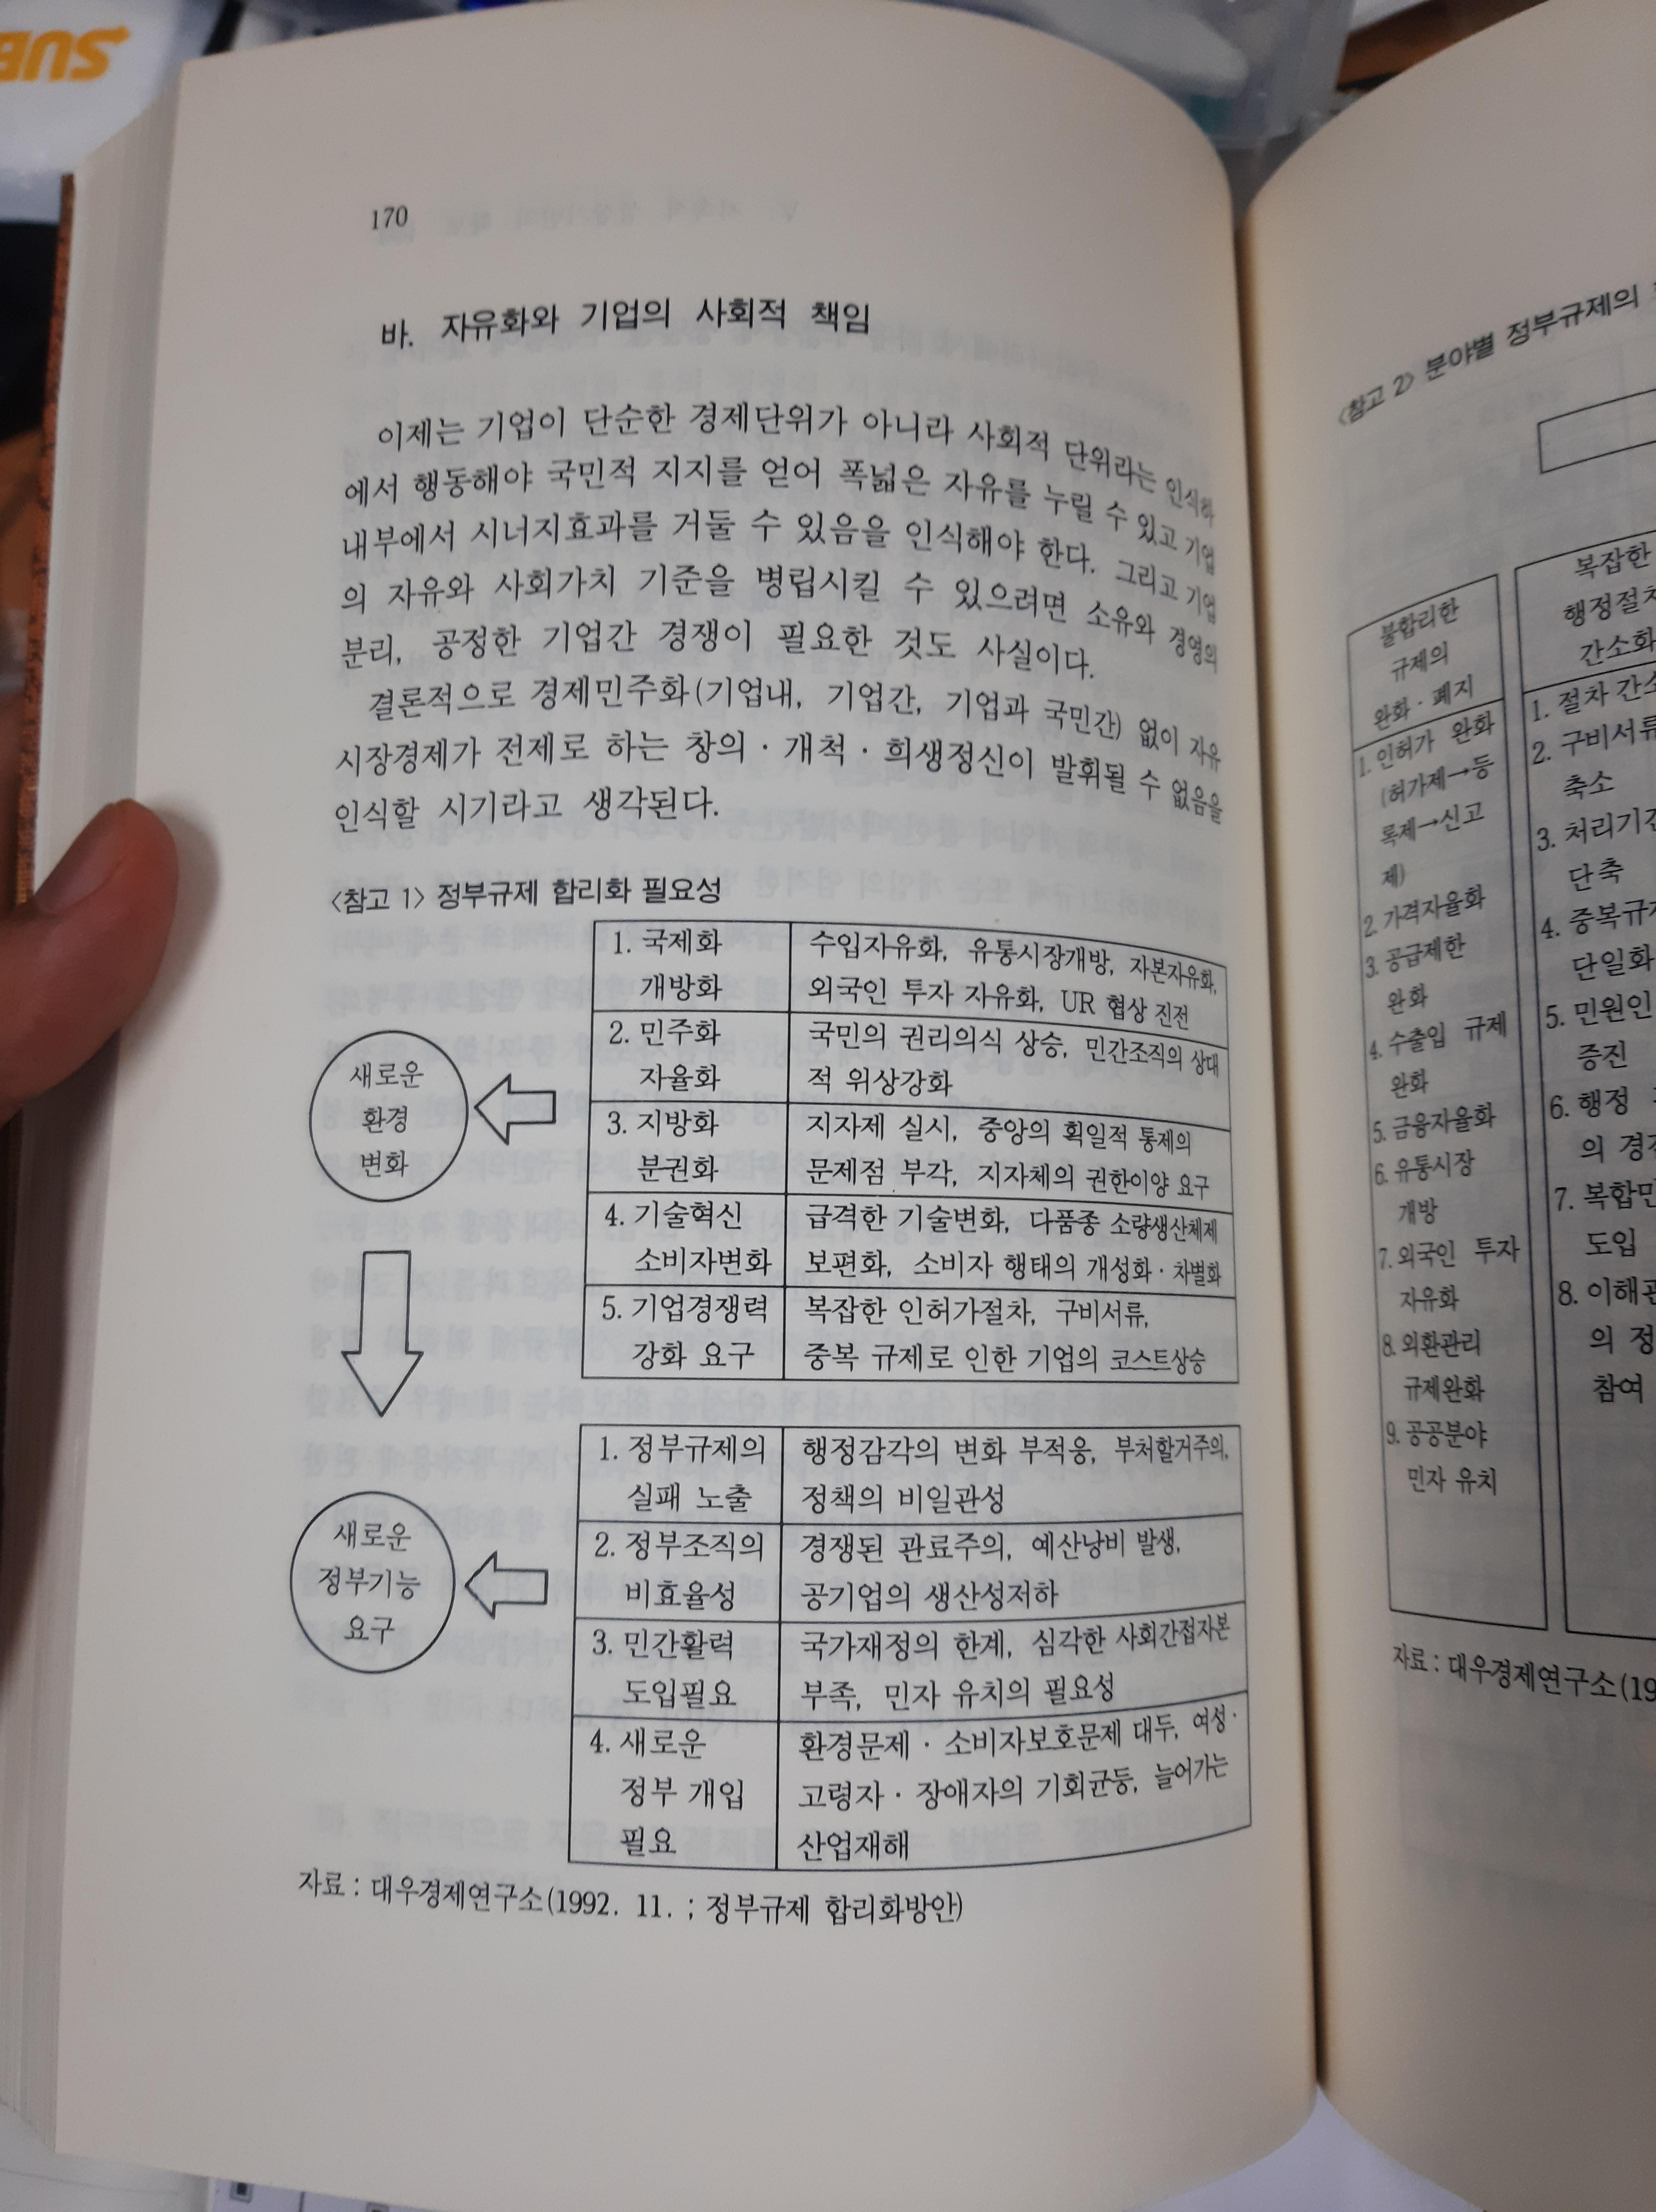 SUB
170
바. 자유화와 기업의 사회적 책임
이제는 기업이 단순한 경제단위가 아니라 사회적 단위라는 인식하
에서 행동해야 국민적 지지를 얻어 폭넓은 자유를 누릴 수 있고 기업
내부에서 시너지효과를 거둘 수 있음을 인식해야 한다. 그리고 기업
의 자유와 사회가치 기준을 병립시킬 수 있으려면 소유와 경영의
분리, 공정한 기업간 경쟁이 필요한 것도 사실이다.
결론적으로 경제민주화(기업내, 기업간, 기업과 국민간) 없이 자유
시장경제가 전제로 하는 창의·개척·희생정신이 발휘될 수 없음을
인식할 시기라고 생각된다.
〈참고 1〉 정부규제 합리화 필요성
새로운
환경
변화
1. 국제화
개방화
수입자유화, 유통시장개방, 자본자유화,
외국인 투자 자유화, UR 협상 진전
2. 민주화
자율화
국민의 권리의식 상승, 민간조직의 상대
적 위상강화
3. 지방화
분권화
지자제 실시, 중앙의 획일적 통제의
문제점 부각, 지자체의 권한이양 요구
4. 기술혁신
소비자변화
급격한 기술변화, 다품종 소량생산체제
보편화, 소비자 행태의 개성화·차별화
5. 기업경쟁력
강화 요구
복잡한 인허가절차, 구비서류,
중복 규제로 인한 기업의 코스트상승
새로운
정부기능
요구
1. 정부규제의
실패 노출
행정감각의 변화 부적응, 부처할거주의,
정책의 비일관성
2. 정부조직의
비효율성
경쟁된 관료주의, 예산낭비 발생,
공기업의 생산성저하
3. 민간활력
도입필요
국가재정의 한계, 심각한 사회간접자본
부족, 민자 유치의 필요성
4. 새로운
정부 개입
필요
환경문제·소비자보호문제 대두, 여성·
고령자·장애자의 기회균등, 늘어가는
산업재해
자료 : 대우경제연구소(1992. 11. ; 정부규제 합리화방안)
〈참고 2〉 분야별 정부규제의
불합리한
규제의
완화·폐지
1. 인허가 완화
(허가제→등
록제→신고
제)
2. 가격자율화
3. 공급제한
완화
4. 수출입 규제
완화
5. 금융자율화
6. 유통시장
개방
7. 외국인 투자
자유화
8. 외환관리
규제완화
9. 공공분야
민자 유치
복잡한
행정절차
간소화
1. 절차 간소
2. 구비서류
축소
3. 처리기간
단축
4. 중복규제
단일화
5. 민원인
증진
6. 행정
의 경
7. 복합민
도입
8. 이해관
의 정
참여
자료 : 대우경제연구소(19